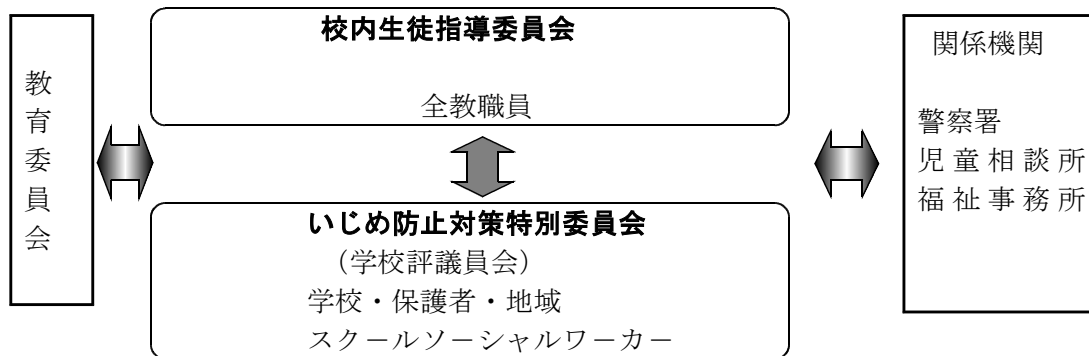 教育委員会
校内生徒指導委員会
全教職員
いじめ防止対策特別委員会
（学校評議員会）
学校・保護者・地域
スクールソーシャルワーカー
関係機関
警察署
児童相談所
福祉事務所